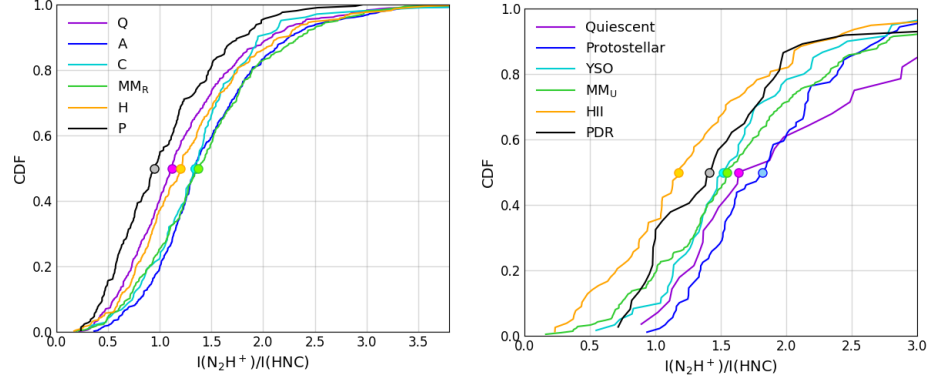 1.0
0.8
0.6
0.4
0.2
0.0
CDF
Q
A
C
MM_R
H
P
0.0 0.5 1.0 1.5 2.0 2.5 3.0 3.5
I(N₂H⁺)/I(HNC)
1.0
0.8
0.6
0.4
0.2
0.0
CDF
Quiescent
Protostellar
YSO
MM_U
HII
PDR
0.0 0.5 1.0 1.5 2.0 2.5 3.0
I(N₂H⁺)/I(HNC)